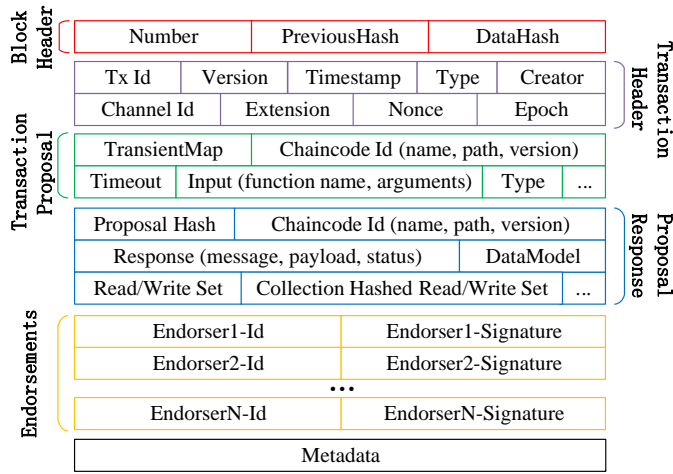 Block
Header
Number PreviousHash DataHash
Transaction
Header
Tx Id Version Timestamp Type Creator
Channel Id Extension Nonce Epoch
Transaction
Proposal
TransientMap Chaincode Id (name, path, version)
Timeout Input (function name, arguments) Type ...
Proposal
Response
Proposal Hash Chaincode Id (name, path, version)
Response (message, payload, status) DataModel
Read/Write Set Collection Hashed Read/Write Set ...
Endorsements
Endorser1-Id Endorser1-Signature
Endorser2-Id Endorser2-Signature
...
EndorserN-Id EndorserN-Signature
Metadata